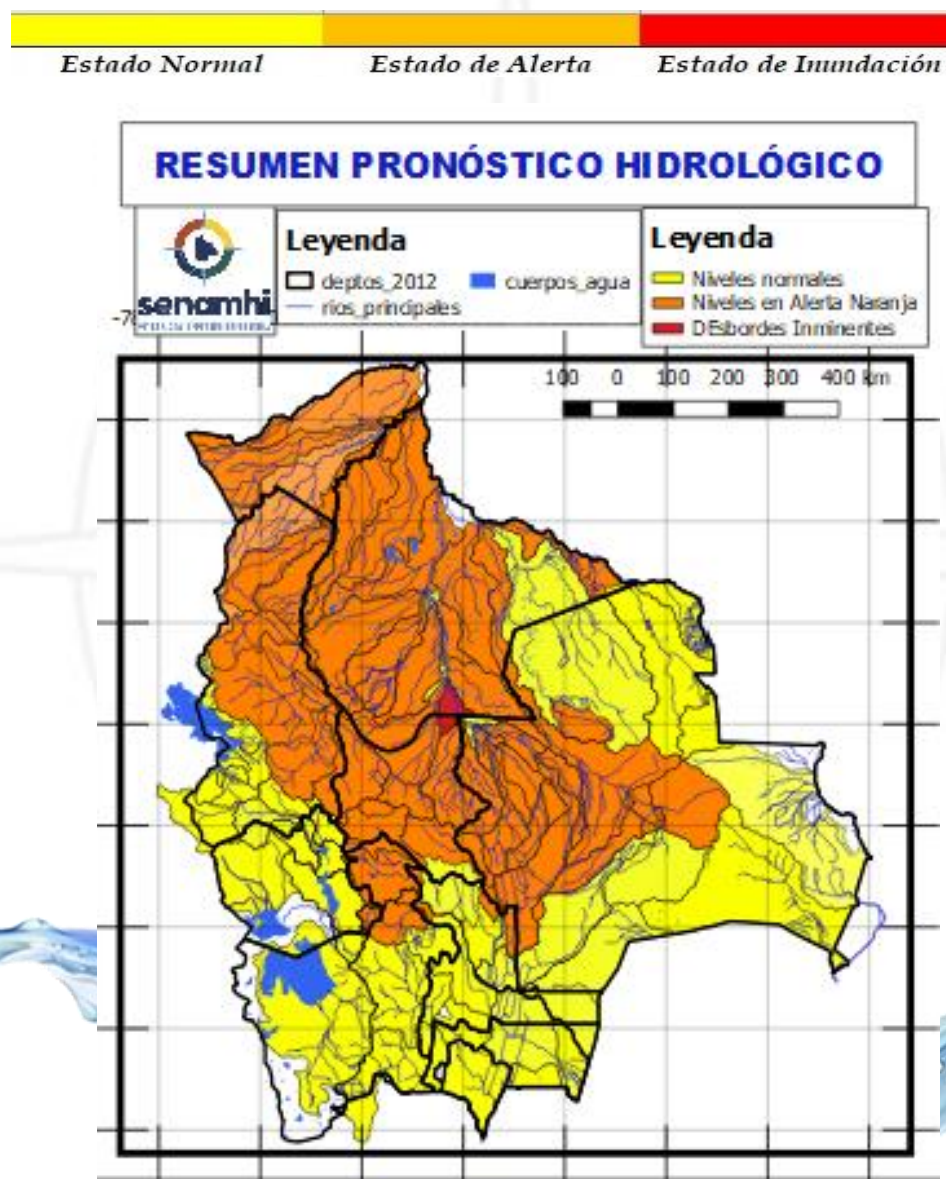 Estado Normal Estado de Alerta Estado de Inundación
RESUMEN PRONÓSTICO HIDROLÓGICO
senamhi
Leyenda
deptos_2012 cuerpos_agua
rios_principales
Leyenda
Niveles normales
Niveles en Alerta Naranja
DEsbordes Inminentes
100 0 100 200 300 400 km